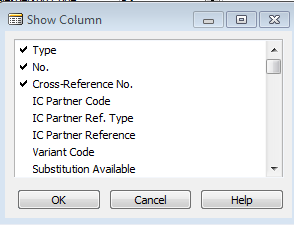 Show Column
Type
No.
Cross-Reference No.
IC Partner Code
IC Partner Ref. Type
IC Partner Reference
Variant Code
Substitution Available
OK Cancel Help